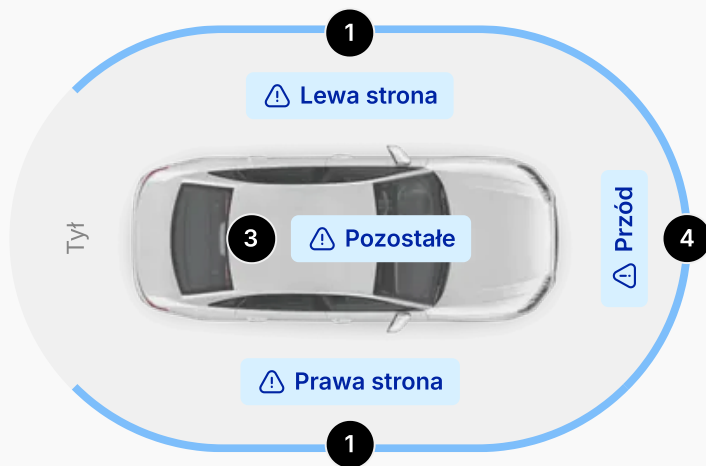 1
Lewa strona
Tył
3
Pozostałe
Przód
4
Prawa strona
1